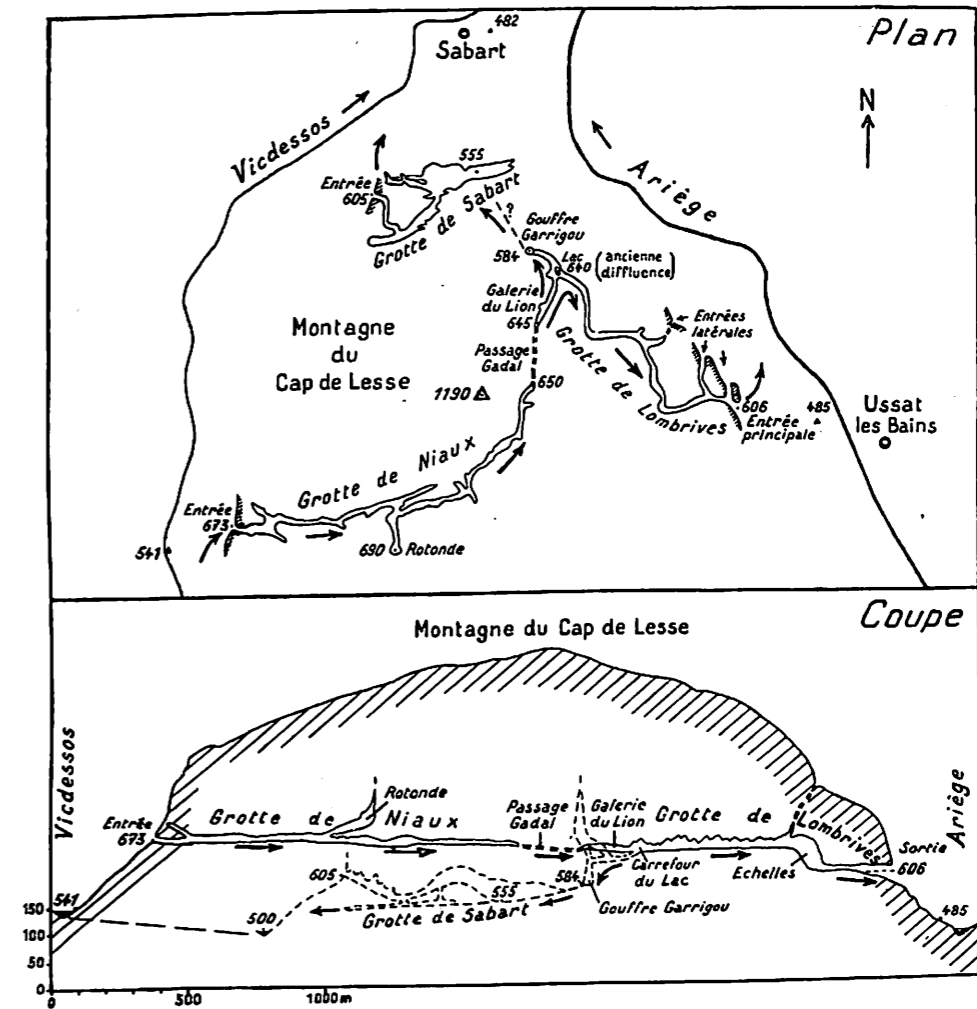 Plan
482
Sabart
Vicdessos
N
Ariège
555
Entrée
605
Grotte de Sabart
?
Gouffre
Garrigou
584
Lac
640 (ancienne
diffluence)
Galerie
du Lion
645
Entrées
latérales
Montagne
du
Cap de Lesse
Passage
Gadal
Grotte de Lombrives
650
1190
606
485
Entrée
principale
Ussat
les Bains
Grotte de Niaux
Entrée
673
541
690
Rotonde
Coupe
Montagne du Cap de Lesse
Vicdessos
Ariège
Rotonde
Entrée
673
Grotte de Niaux
Passage
Gadal
Galerie
du Lion
Grotte de Lombrives
Sortie
606
Carrefour
du Lac
Echelles
605
584
555
Gouffre Garrigou
Grotte de Sabart
541
500
485
150
100
50
0
0
500
1000m